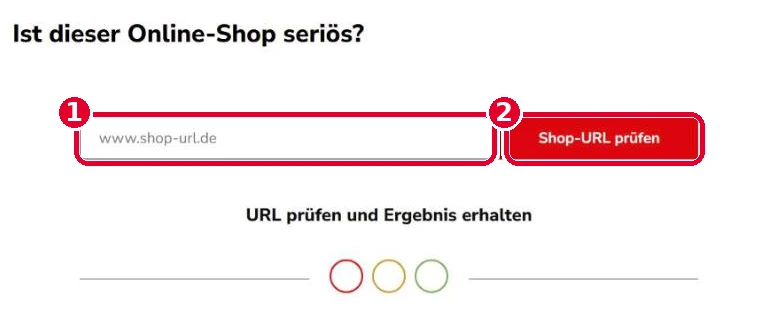 Ist dieser Online-Shop seriös?
1
2
www.shop-url.de
Shop-URL prüfen
URL prüfen und Ergebnis erhalten